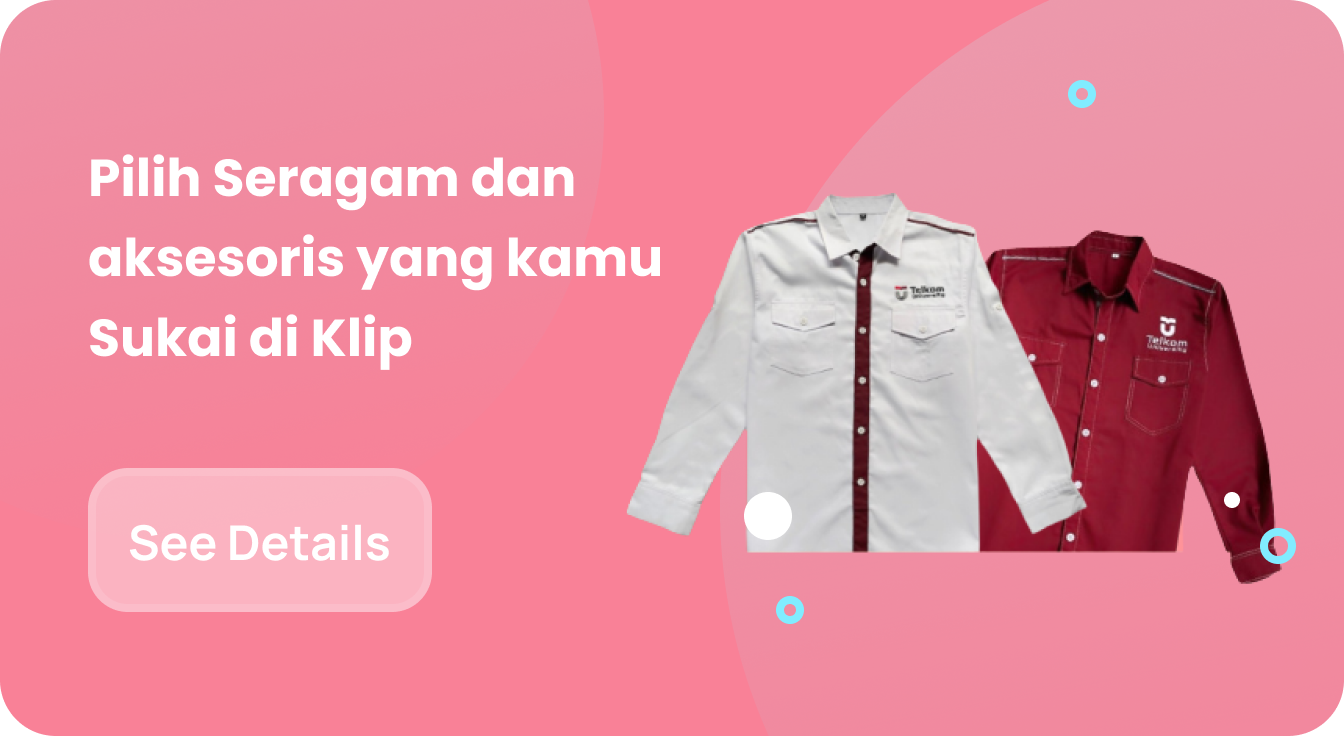 Pilih Seragam dan
aksesoris yang kamu
Sukai di Klip
See Details
Telkom
University
Telkom
University